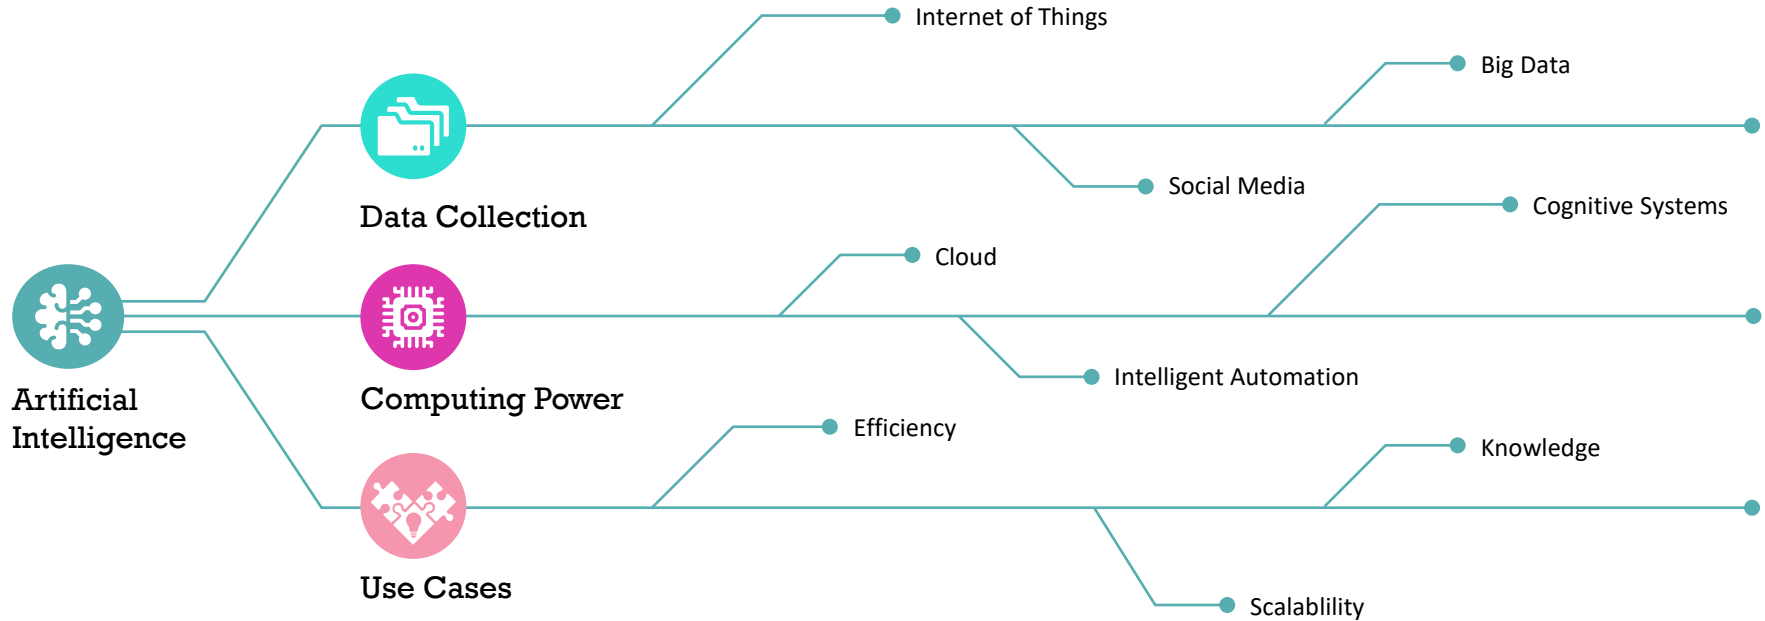 Internet of Things
Big Data
Social Media
Data Collection
Cognitive Systems
Cloud
Intelligent Automation
Computing Power
Artificial
Intelligence
Efficiency
Knowledge
Use Cases
Scalablility